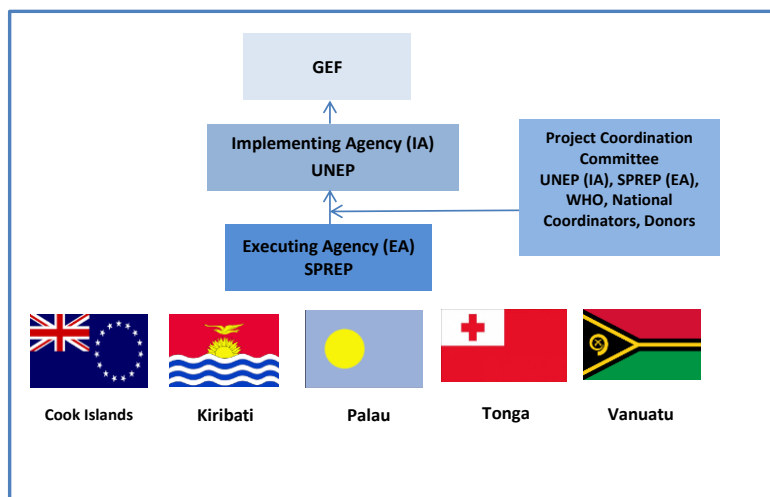 GEF
Implementing Agency (IA)
UNEP
Project Coordination
Committee
UNEP (IA), SPREP (EA),
WHO, National
Coordinators, Donors
Executing Agency (EA)
SPREP
Cook Islands
Kiribati
Palau
Tonga
Vanuatu